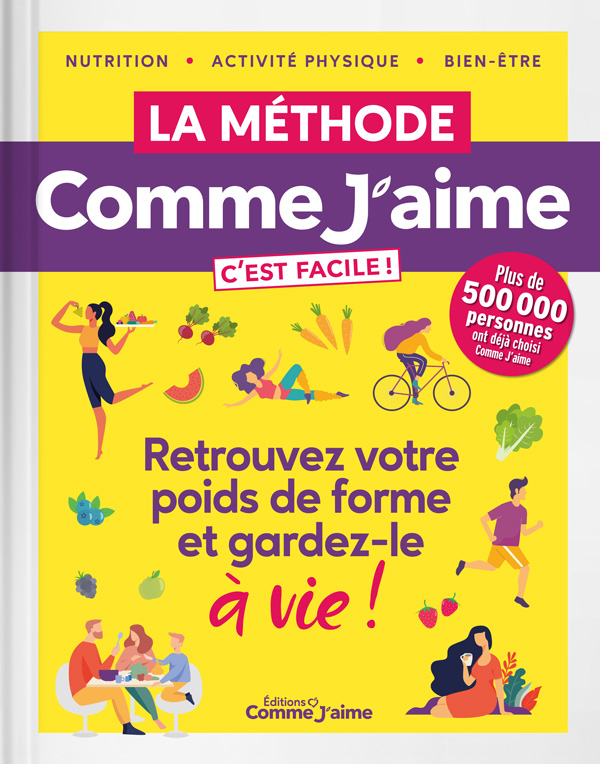 NUTRITION • ACTIVITÉ PHYSIQUE • BIEN-ÊTRE
LA MÉTHODE
Comme J'aime
C'EST FACILE !
Plus de
500 000
personnes
ont déjà choisi
Comme J'aime
Retrouvez votre
poids de forme
et gardez-le
à vie !
Éditions
Comme J'aime